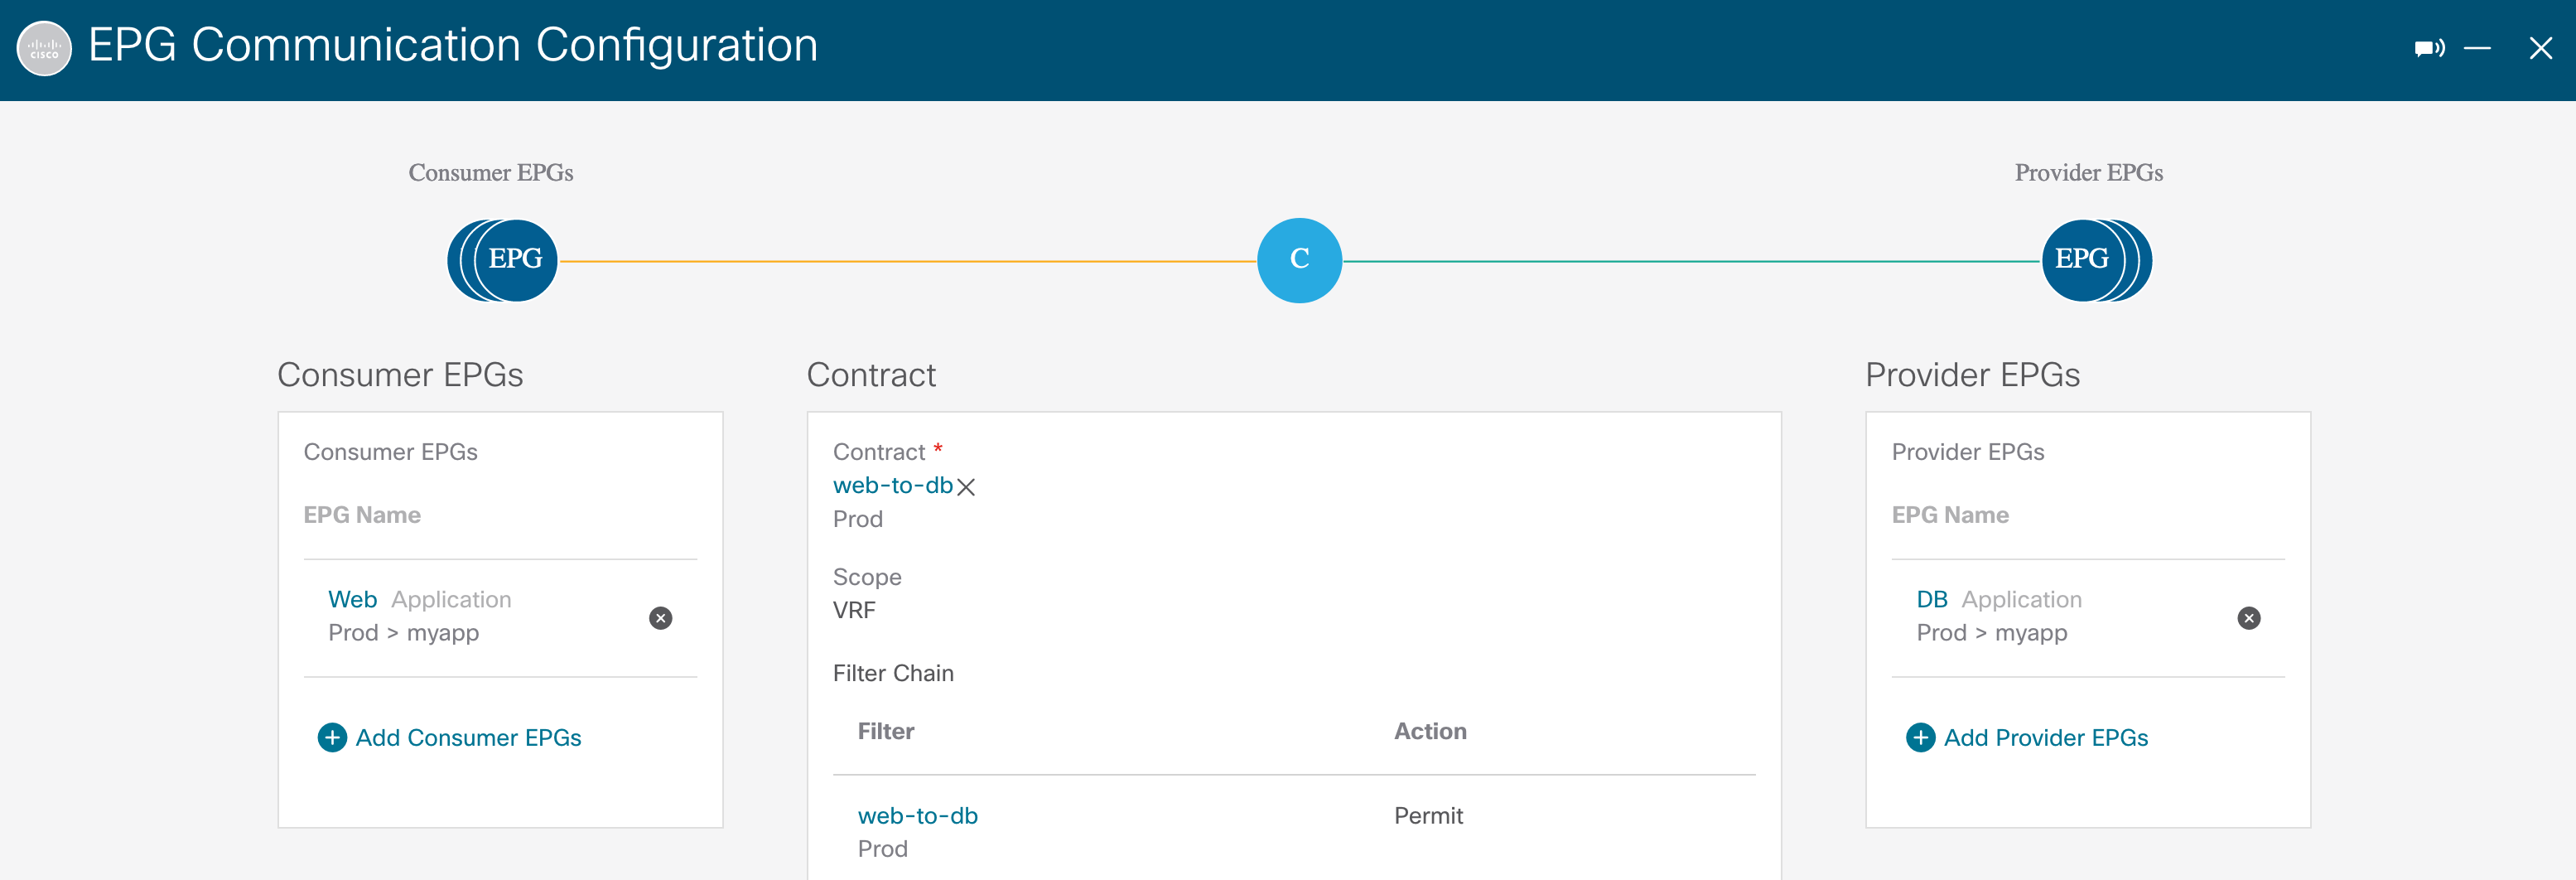 CISCO
EPG Communication Configuration
Consumer EPGs
Provider EPGs
EPG
C
EPG
Consumer EPGs
Consumer EPGs
EPG Name
Web Application
Prod > myapp
Add Consumer EPGs
Contract
Contract *
web-to-db
Prod
Scope
VRF
Filter Chain
Filter Action
web-to-db Permit
Prod
Provider EPGs
Provider EPGs
EPG Name
DB Application
Prod > myapp
Add Provider EPGs